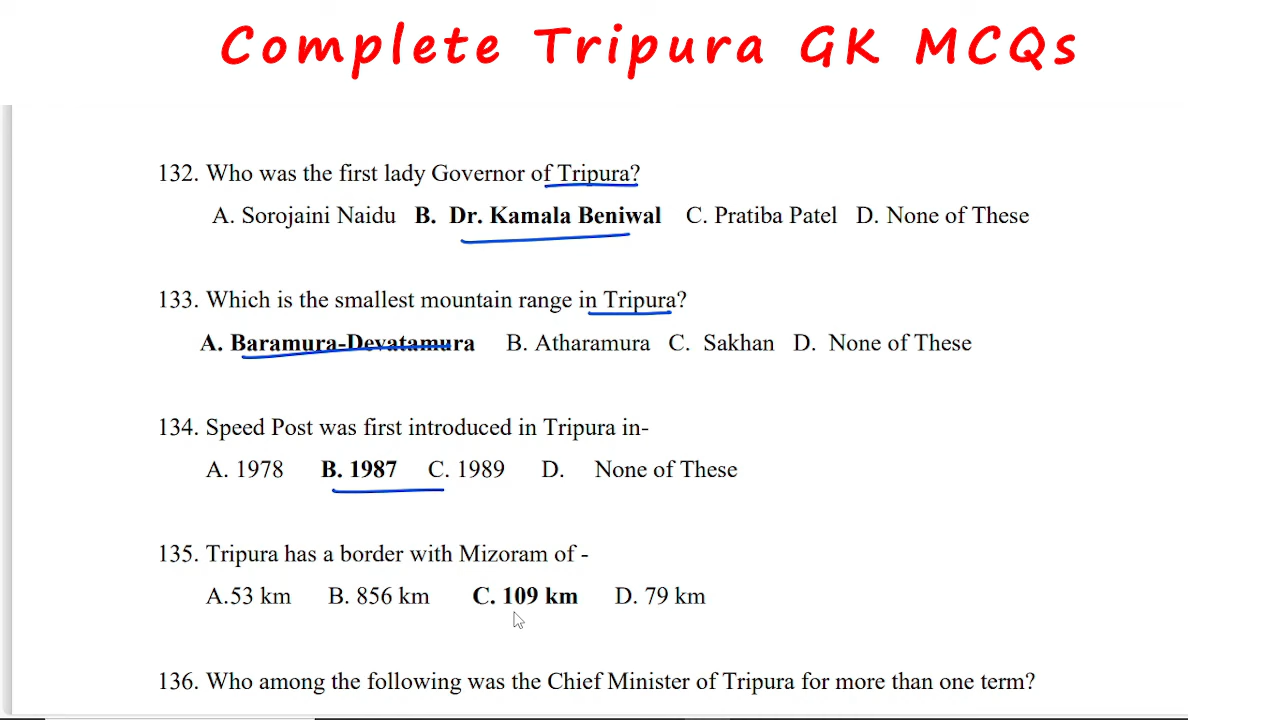 Complete Tripura GK MCQs
132. Who was the first lady Governor of Tripura?
A. Sorojaini Naidu B. Dr. Kamala Beniwal C. Pratiba Patel D. None of These
133. Which is the smallest mountain range in Tripura?
A. Baramura-Devatamura B. Atharamura C. Sakhan D. None of These
134. Speed Post was first introduced in Tripura in-
A. 1978 B. 1987 C. 1989 D. None of These
135. Tripura has a border with Mizoram of -
A.53 km B. 856 km C. 109 km D. 79 km
136. Who among the following was the Chief Minister of Tripura for more than one term?